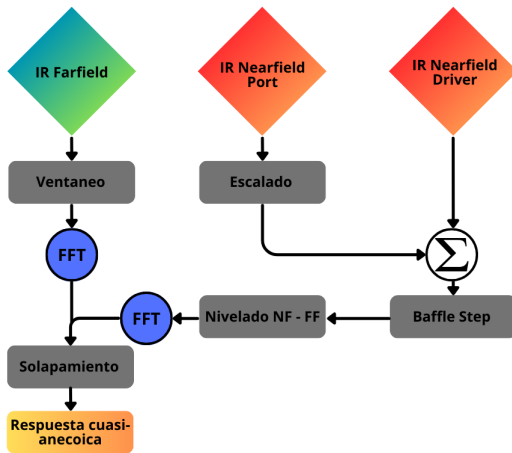 IR Farfield
IR Nearfield
Port
IR Nearfield
Driver
Ventaneo
Escalado
FFT
Σ
FFT
Nivelado NF - FF
Baffle Step
Solapamiento
Respuesta cuasi-
anecoica